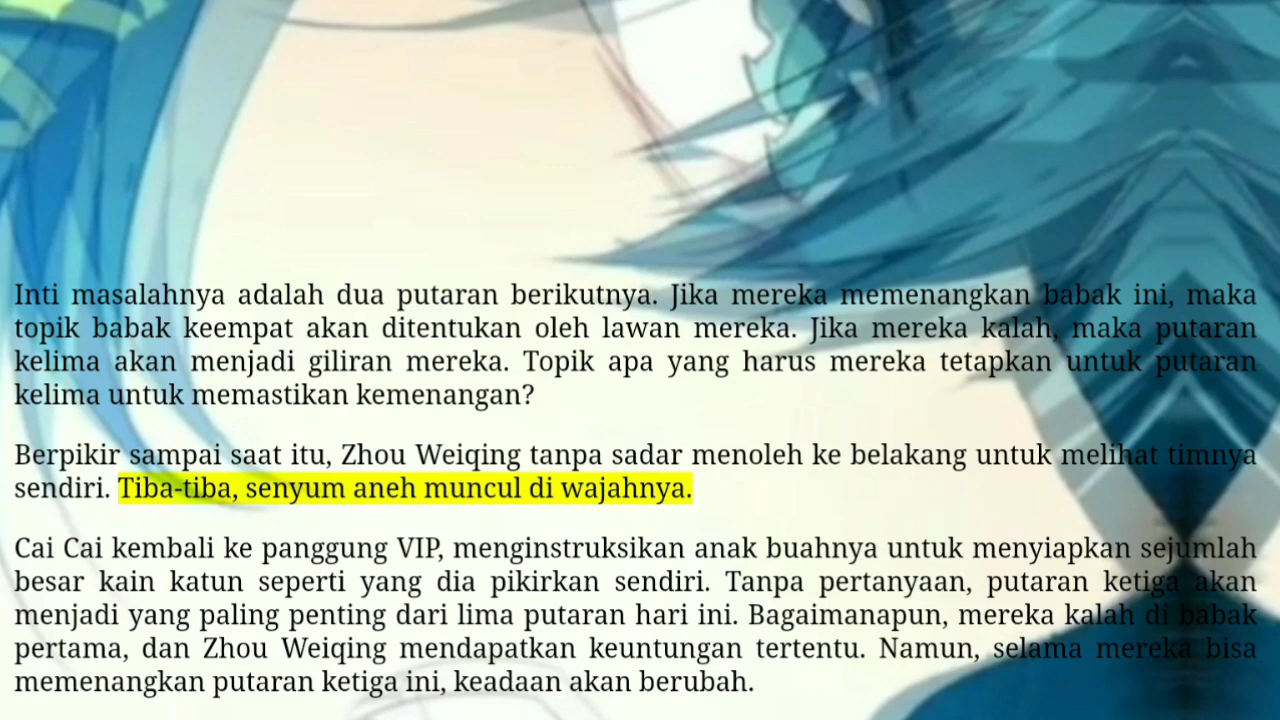 Inti masalahnya adalah dua putaran berikutnya. Jika mereka memenangkan babak ini, maka
topik babak keempat akan ditentukan oleh lawan mereka. Jika mereka kalah, maka putaran
kelima akan menjadi giliran mereka. Topik apa yang harus mereka tetapkan untuk putaran
kelima untuk memastikan kemenangan?
Berpikir sampai saat itu, Zhou Weiqing tanpa sadar menoleh ke belakang untuk melihat timnya
sendiri. Tiba-tiba, senyum aneh muncul di wajahnya.
Cai Cai kembali ke panggung VIP, menginstruksikan anak buahnya untuk menyiapkan sejumlah
besar kain katun seperti yang dia pikirkan sendiri. Tanpa pertanyaan, putaran ketiga akan
menjadi yang paling penting dari lima putaran hari ini. Bagaimanapun, mereka kalah di babak
pertama, dan Zhou Weiqing mendapatkan keuntungan tertentu. Namun, selama mereka bisa
memenangkan putaran ketiga ini, keadaan akan berubah.